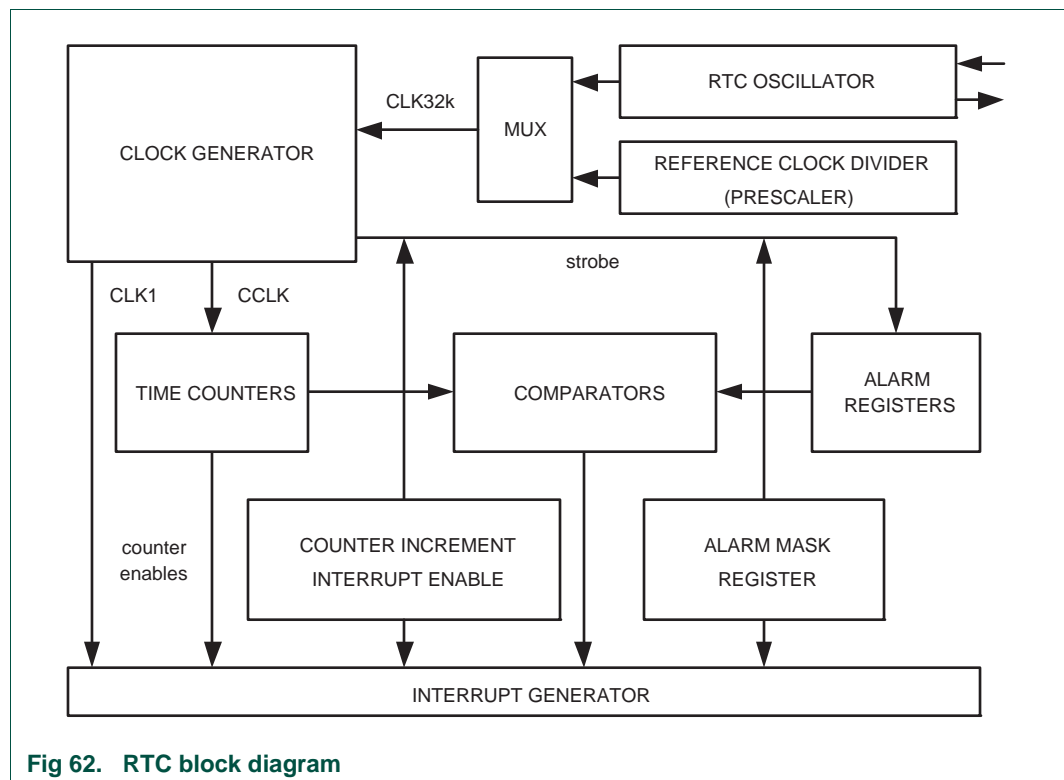 CLOCK GENERATOR
CLK32k
MUX
RTC OSCILLATOR
REFERENCE CLOCK DIVIDER
(PRESCALER)
strobe
CLK1
CCLK
TIME COUNTERS
COMPARATORS
ALARM
REGISTERS
counter
enables
COUNTER INCREMENT
INTERRUPT ENABLE
ALARM MASK
REGISTER
INTERRUPT GENERATOR
Fig 62. RTC block diagram